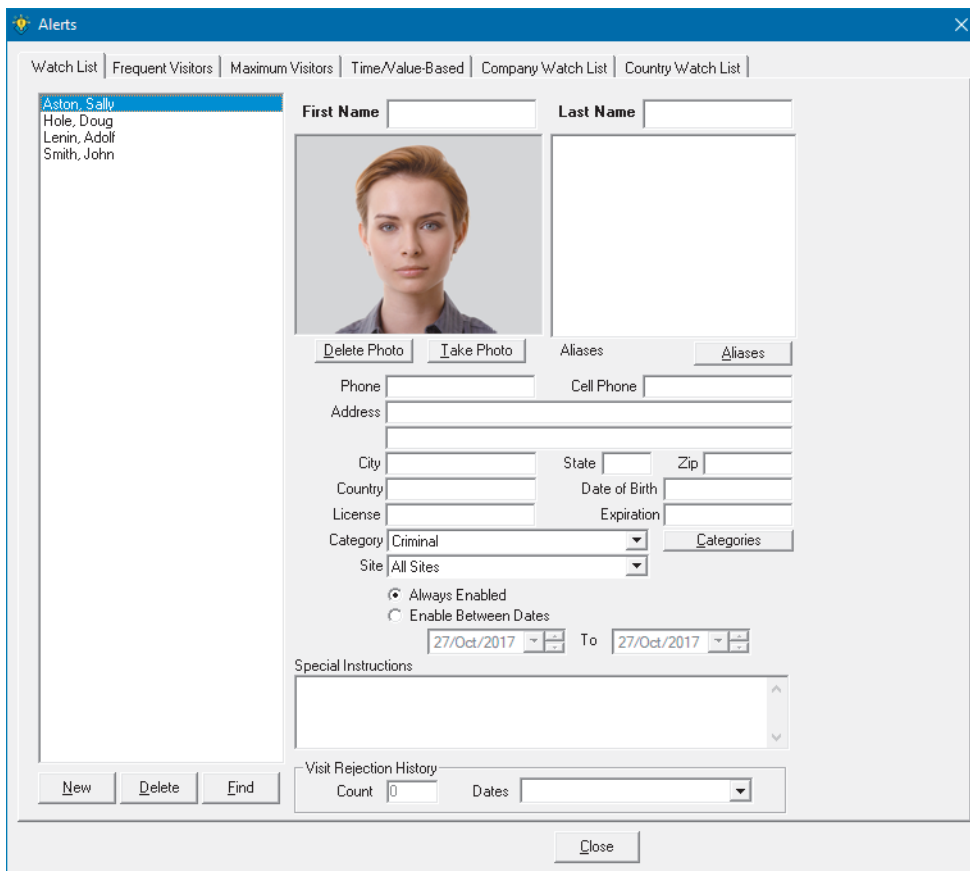 Alerts
Watch List Frequent Visitors Maximum Visitors Time/Value-Based Company Watch List Country Watch List
Aston, Sally
Hole, Doug
Lenin, Adolf
Smith, John
First Name Last Name
Delete Photo Take Photo Aliases Aliases
Phone Cell Phone
Address
City State Zip
Country Date of Birth
License Expiration
Category Criminal Categories
Site All Sites
Always Enabled
Enable Between Dates
27/Oct/2017 To 27/Oct/2017
Special Instructions
Visit Rejection History
Count 0 Dates
New Delete Find
Close